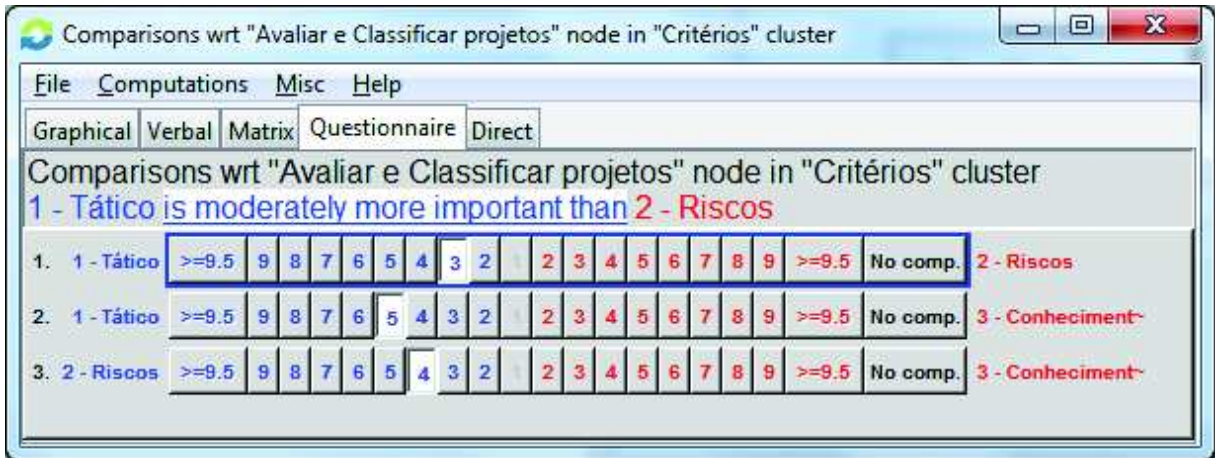 Comparisons wrt "Avaliar e Classificar projetos" node in "Critérios" cluster
File Computations Misc Help
Graphical Verbal Matrix Questionnaire Direct
Comparisons wrt "Avaliar e Classificar projetos" node in "Critérios" cluster
1 - Tático is moderately more important than 2 - Riscos
1. 1 - Tático >=9.5 9 8 7 6 5 4 3 2 1 2 3 4 5 6 7 8 9 >=9.5 No comp. 2 - Riscos
2. 1 - Tático >=9.5 9 8 7 6 5 4 3 2 1 2 3 4 5 6 7 8 9 >=9.5 No comp. 3 - Conheciment~
3. 2 - Riscos >=9.5 9 8 7 6 5 4 3 2 1 2 3 4 5 6 7 8 9 >=9.5 No comp. 3 - Conheciment~